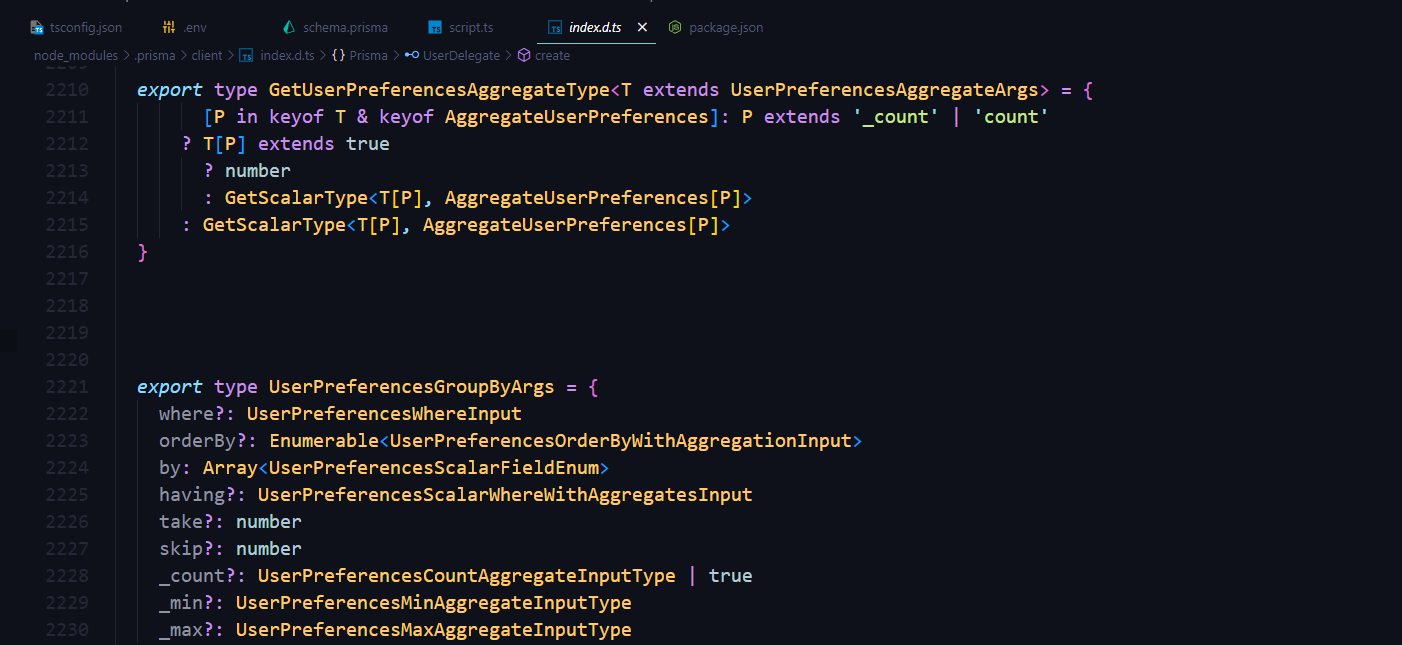 tsconfig.json .env schema.prisma script.ts index.d.ts package.json
node_modules > .prisma > client > index.d.ts > {} Prisma > UserDelegate > create
2210 export type GetUserPreferencesAggregateType<T extends UserPreferencesAggregateArgs> = {
2211 [P in keyof T & keyof AggregateUserPreferences]: P extends '_count' | 'count'
2212 ? T[P] extends true
2213 ? number
2214 : GetScalarType<T[P], AggregateUserPreferences[P]>
2215 : GetScalarType<T[P], AggregateUserPreferences[P]>
2216 }
2217
2218
2219
2220
2221 export type UserPreferencesGroupByArgs = {
2222 where?: UserPreferencesWhereInput
2223 orderBy?: Enumerable<UserPreferencesOrderByWithAggregationInput>
2224 by: Array<UserPreferencesScalarFieldEnum>
2225 having?: UserPreferencesScalarWhereWithAggregatesInput
2226 take?: number
2227 skip?: number
2228 _count?: UserPreferencesCountAggregateInputType | true
2229 _min?: UserPreferencesMinAggregateInputType
2230 _max?: UserPreferencesMaxAggregateInputType